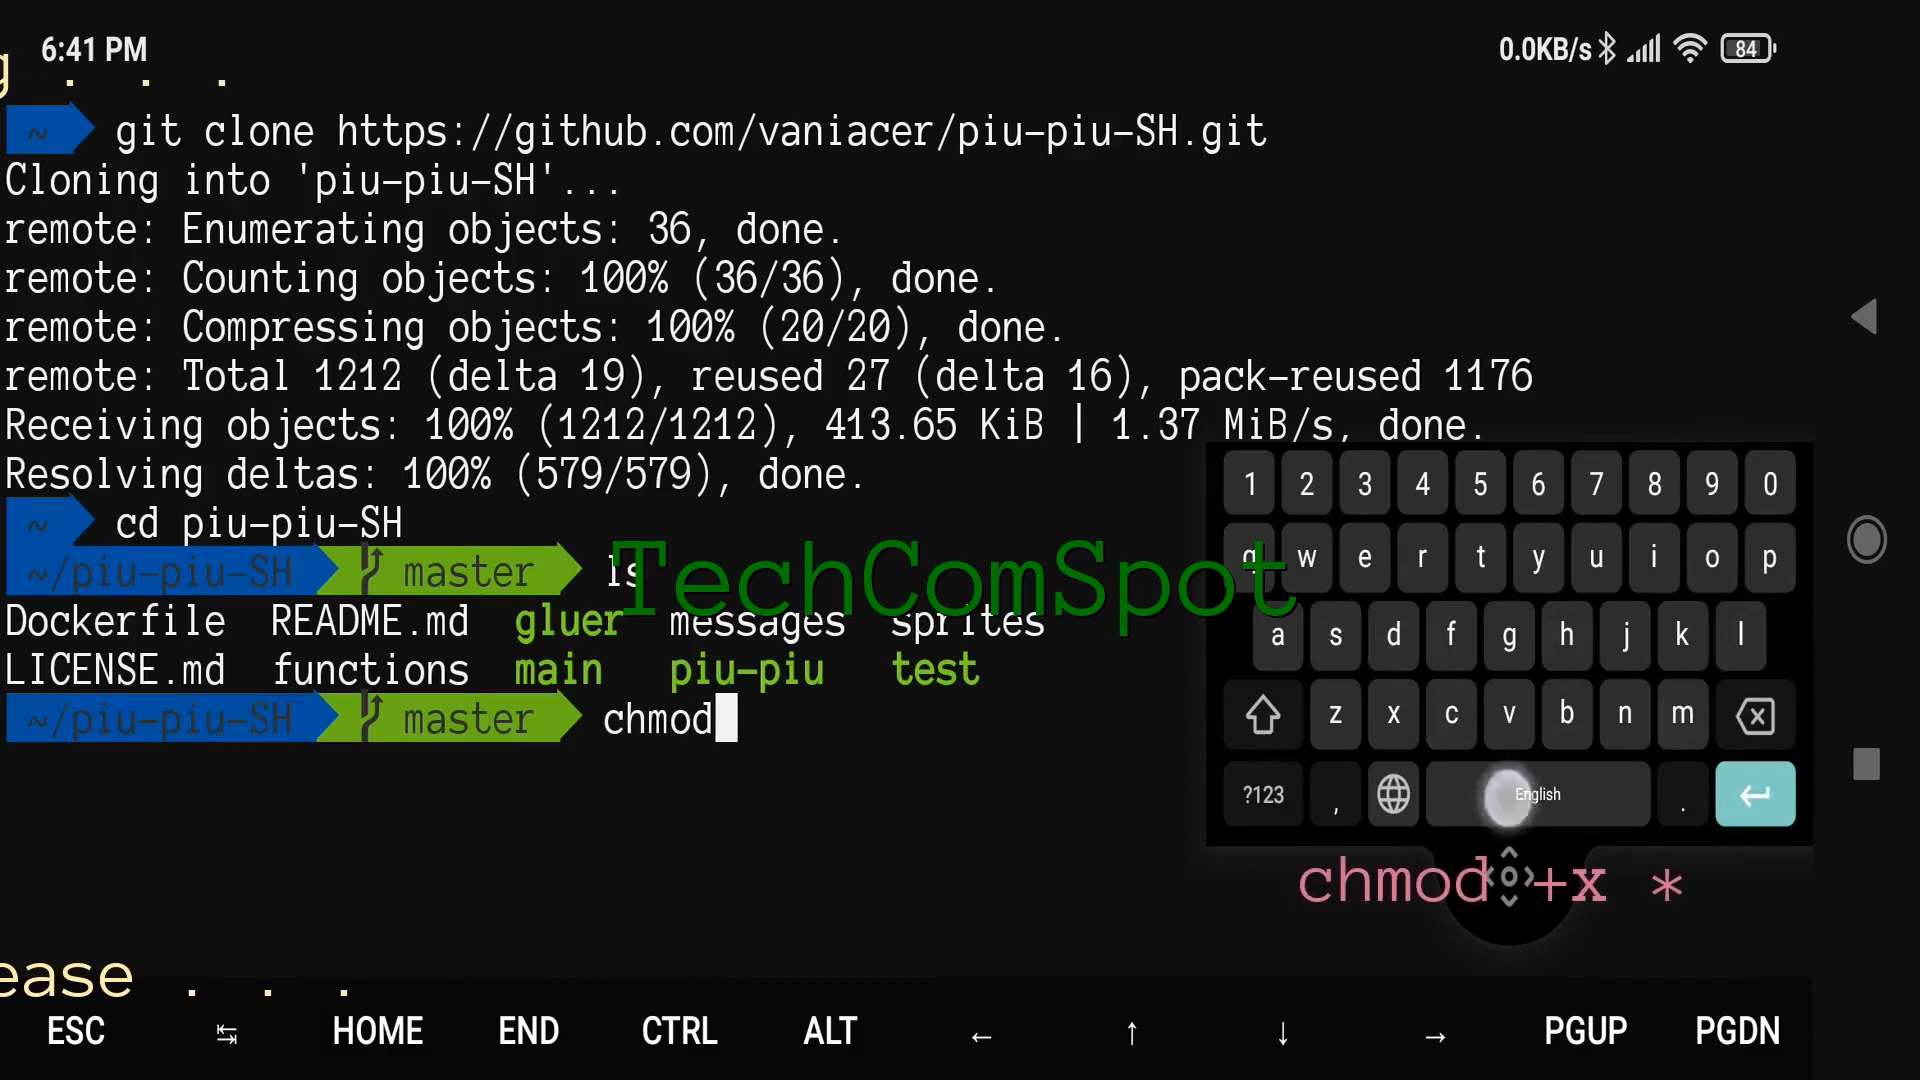 6:41 PM 0.0KB/s 84
g . . .
~ git clone https://github.com/vaniacer/piu-piu-SH.git
Cloning into 'piu-piu-SH'...
remote: Enumerating objects: 36, done.
remote: Counting objects: 100% (36/36), done.
remote: Compressing objects: 100% (20/20), done.
remote: Total 1212 (delta 19), reused 27 (delta 16), pack-reused 1176
Receiving objects: 100% (1212/1212), 413.65 KiB | 1.37 MiB/s, done.
Resolving deltas: 100% (579/579), done.
~ cd piu-piu-SH
~/piu-piu-SH master ls
TechComSpot
Dockerfile README.md gluer messages sprites
LICENSE.md functions main piu-piu test
~/piu-piu-SH master chmod
1 2 3 4 5 6 7 8 9 0
q w e r t y u i o p
a s d f g h j k l
z x c v b n m
?123 , English .
chmod +x *
ease . . .
ESC ↹ HOME END CTRL ALT ← ↑ ↓ → PGUP PGDN